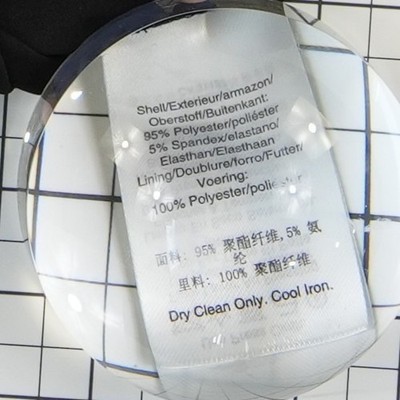 Shell/Exterieur/armazon/
Oberstoff/Buitenkant:
95% Polyester/poliéster
5% Spandex/elastano/
Elasthan/Elasthaan
Lining/Doublure/forro/Futter/
Voering:
100% Polyester/poliester
面料: 95% 聚酯纤维,5% 氨
纶
里料: 100% 聚酯纤维
Dry Clean Only. Cool Iron.